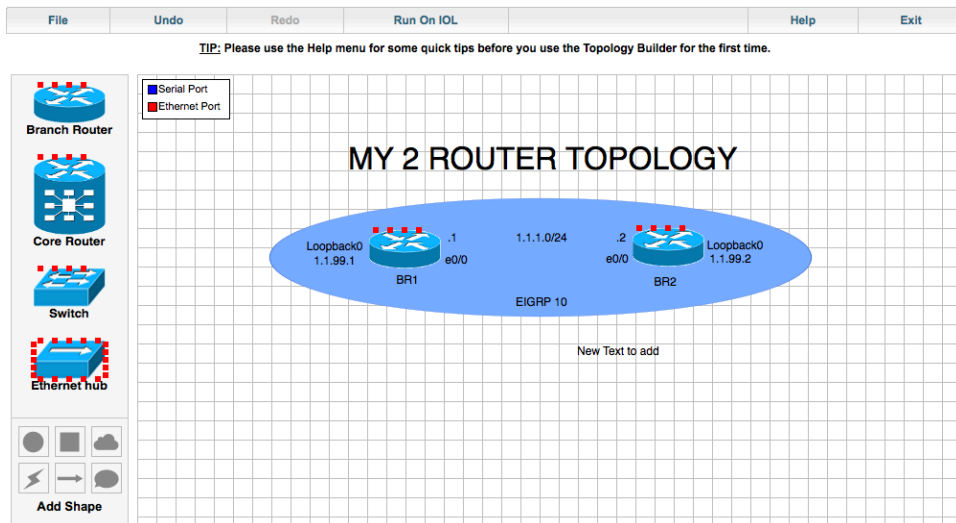 File Undo Redo Run On IOL Help Exit
TIP: Please use the Help menu for some quick tips before you use the Topology Builder for the first time.
Serial Port
Ethernet Port
Branch Router
Core Router
Switch
Ethernet hub
Add Shape
MY 2 ROUTER TOPOLOGY
Loopback0
1.1.99.1
BR1
.1
e0/0
1.1.1.0/24
EIGRP 10
.2
e0/0
BR2
Loopback0
1.1.99.2
New Text to add